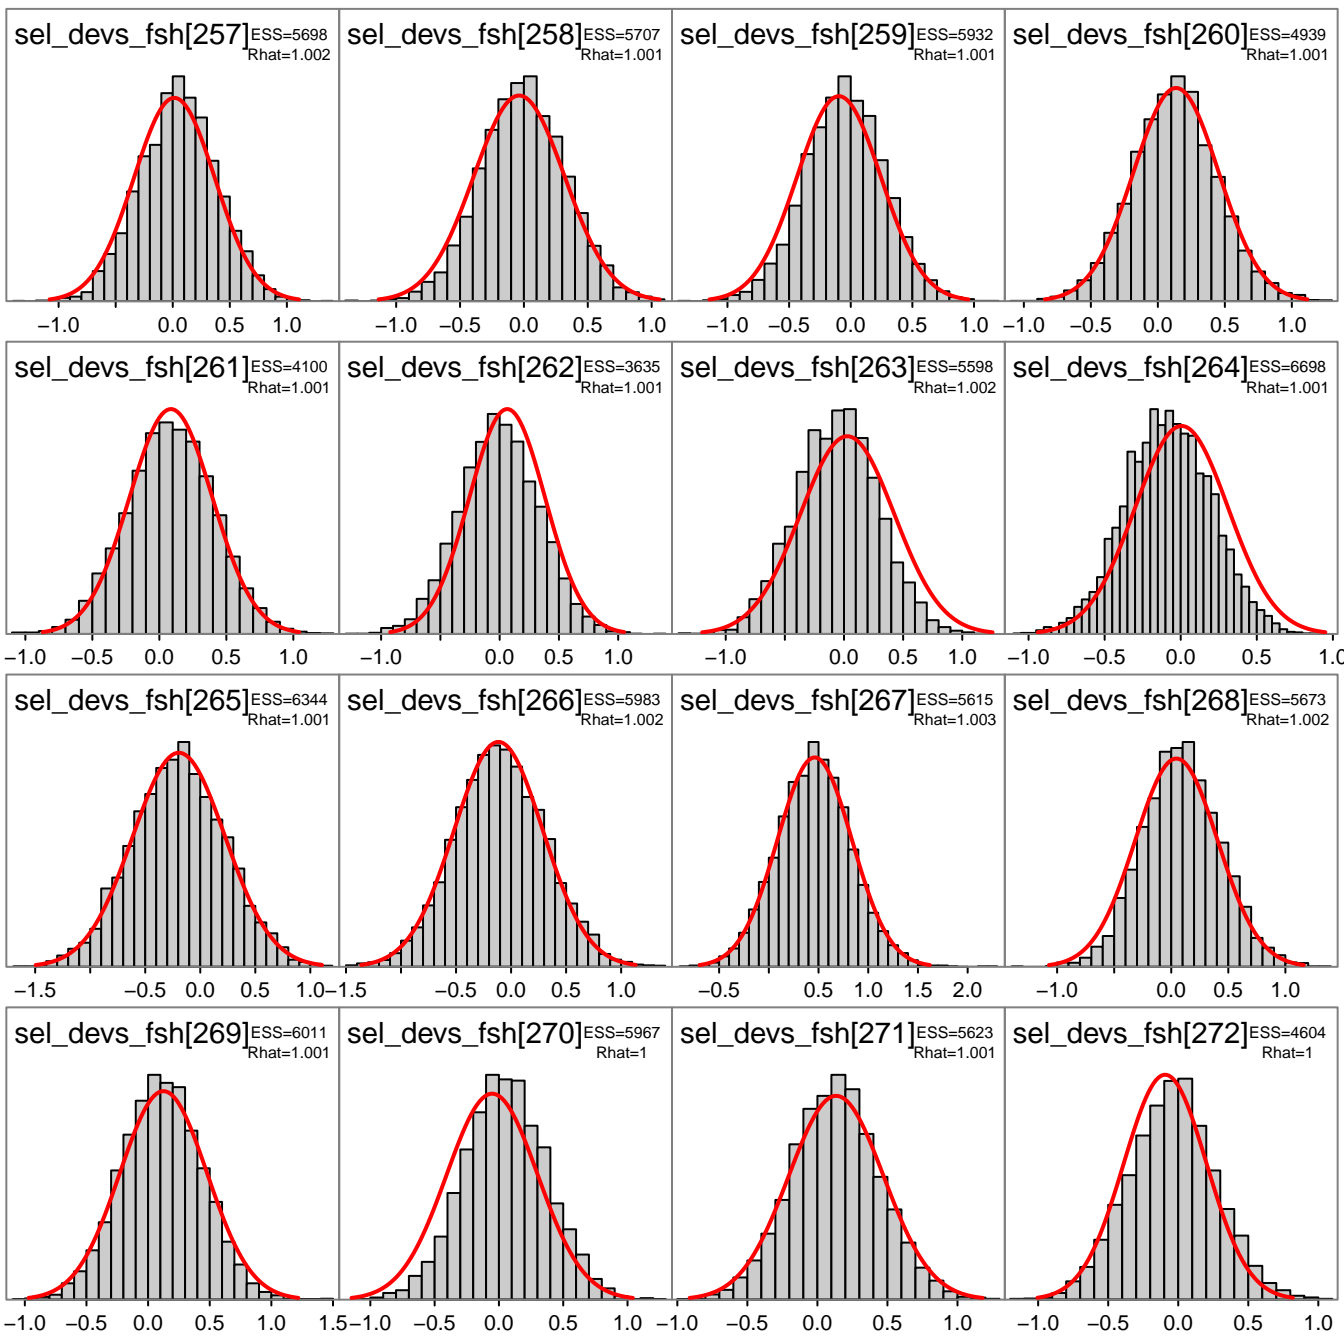 sel_devs_fsh[257] ESS=5698
Rhat=1.002
sel_devs_fsh[258] ESS=5707
Rhat=1.001
sel_devs_fsh[259] ESS=5932
Rhat=1.001
sel_devs_fsh[260] ESS=4939
Rhat=1.001
−1.0 0.0 0.5 1.0
−1.0 −0.5 0.0 0.5 1.0
−1.0 −0.5 0.0 0.5 1.0
−1.0 −0.5 0.0 0.5 1.0
sel_devs_fsh[261] ESS=4100
Rhat=1.001
sel_devs_fsh[262] ESS=3635
Rhat=1.001
sel_devs_fsh[263] ESS=5598
Rhat=1.002
sel_devs_fsh[264] ESS=6698
Rhat=1.001
−1.0 −0.5 0.0 0.5 1.0
−1.0 0.0 0.5 1.0
−1.0 0.0 0.5 1.0
−1.0 −0.5 0.0 0.5 1.0
sel_devs_fsh[265] ESS=6344
Rhat=1.001
sel_devs_fsh[266] ESS=5983
Rhat=1.002
sel_devs_fsh[267] ESS=5615
Rhat=1.003
sel_devs_fsh[268] ESS=5673
Rhat=1.002
−1.5 −0.5 0.0 0.5 1.0
−1.5 −0.5 0.0 0.5 1.0
−0.5 0.5 1.0 1.5 2.0
−1.0 0.0 0.5 1.0
sel_devs_fsh[269] ESS=6011
Rhat=1.001
sel_devs_fsh[270] ESS=5967
Rhat=1
sel_devs_fsh[271] ESS=5623
Rhat=1.001
sel_devs_fsh[272] ESS=4604
Rhat=1
−1.0 −0.5 0.0 0.5 1.0 1.5
−1.0 −0.5 0.0 0.5 1.0
−1.0 −0.5 0.0 0.5 1.0
−1.0 −0.5 0.0 0.5 1.0